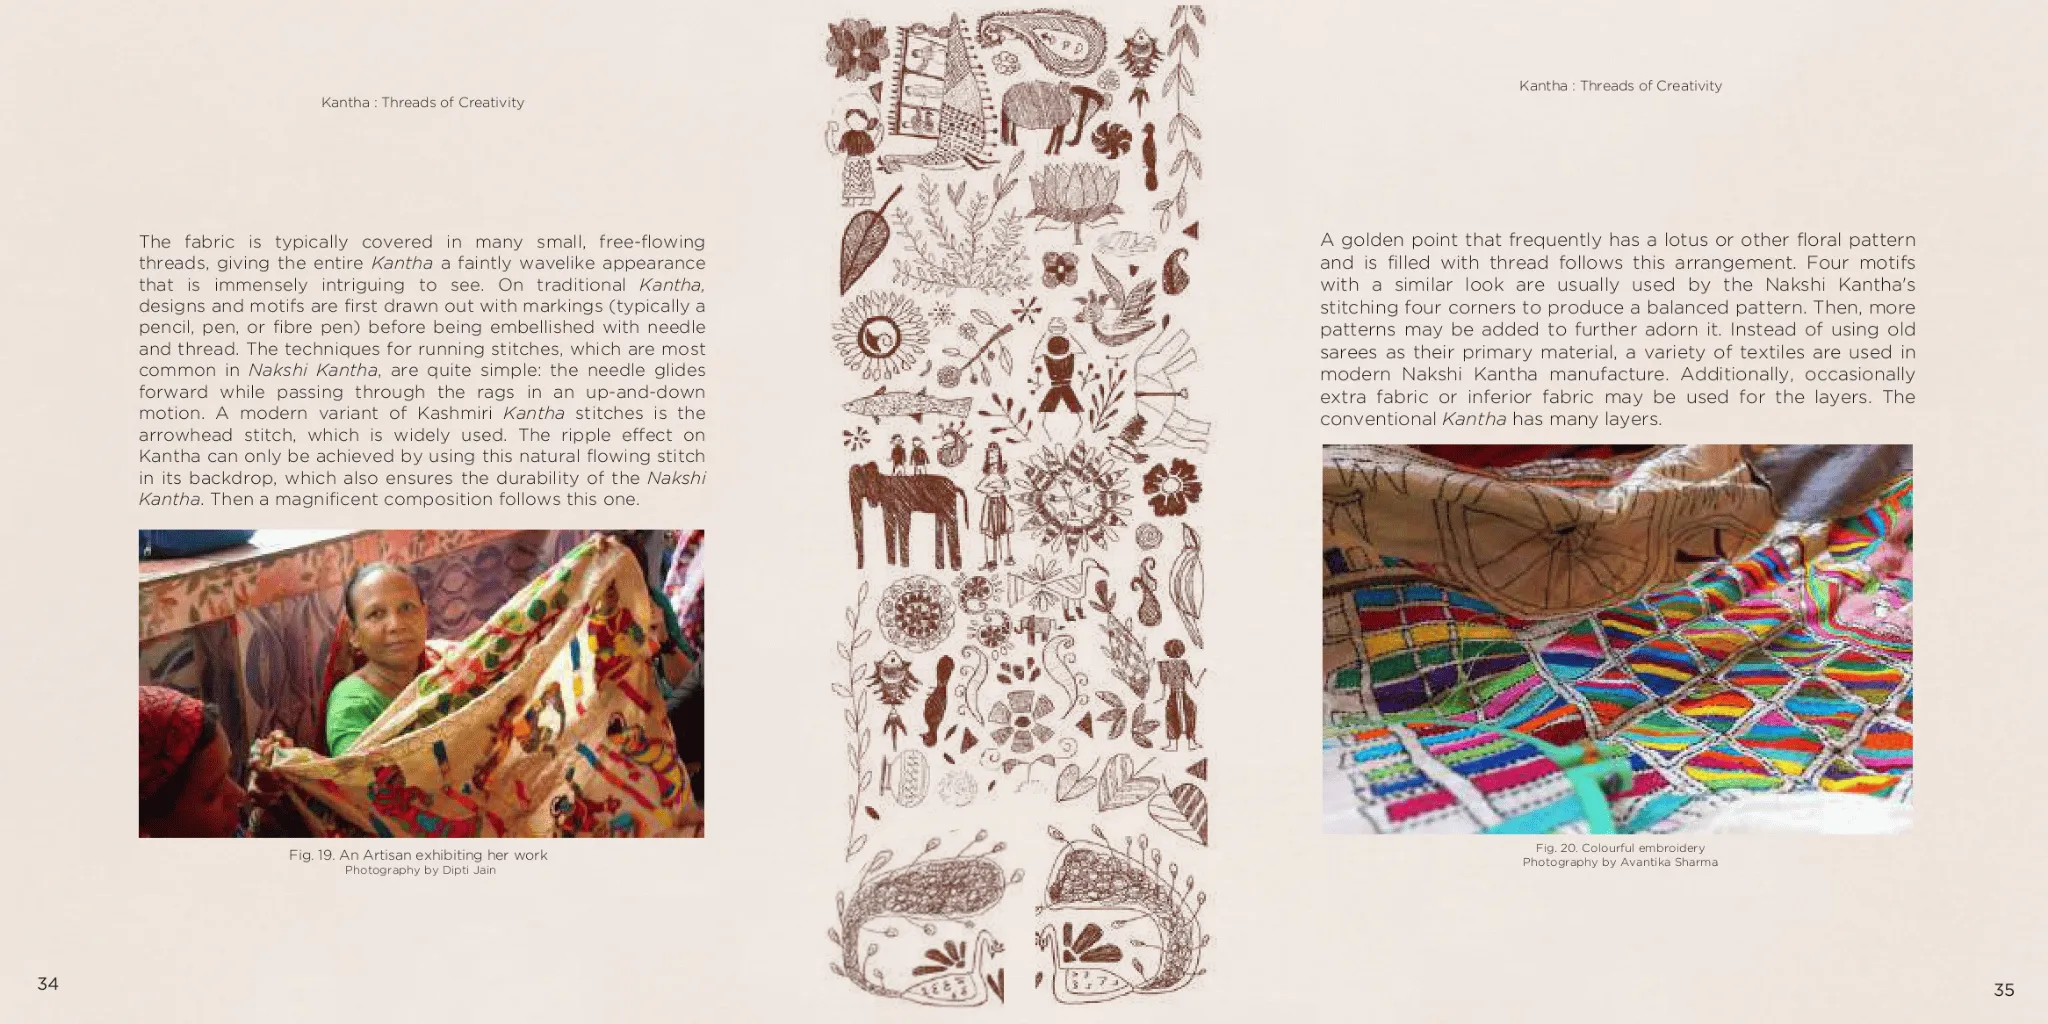 Kantha : Threads of Creativity
The fabric is typically covered in many small, free-flowing
threads, giving the entire Kantha a faintly wavelike appearance
that is immensely intriguing to see. On traditional Kantha,
designs and motifs are first drawn out with markings (typically a
pencil, pen, or fibre pen) before being embellished with needle
and thread. The techniques for running stitches, which are most
common in Nakshi Kantha, are quite simple: the needle glides
forward while passing through the rags in an up-and-down
motion. A modern variant of Kashmiri Kantha stitches is the
arrowhead stitch, which is widely used. The ripple effect on
Kantha can only be achieved by using this natural flowing stitch
in its backdrop, which also ensures the durability of the Nakshi
Kantha. Then a magnificent composition follows this one.
Fig. 19. An Artisan exhibiting her work
Photography by Dipti Jain
34
Kantha : Threads of Creativity
A golden point that frequently has a lotus or other floral pattern
and is filled with thread follows this arrangement. Four motifs
with a similar look are usually used by the Nakshi Kantha's
stitching four corners to produce a balanced pattern. Then, more
patterns may be added to further adorn it. Instead of using old
sarees as their primary material, a variety of textiles are used in
modern Nakshi Kantha manufacture. Additionally, occasionally
extra fabric or inferior fabric may be used for the layers. The
conventional Kantha has many layers.
Fig. 20. Colourful embroidery
Photography by Avantika Sharma
35